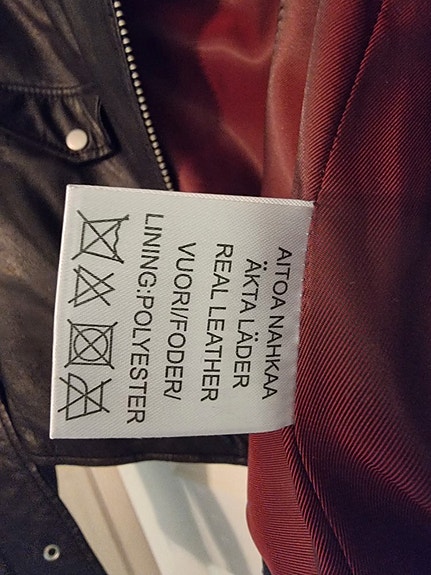 AITOA NAHKAA
ÄKTA LÄDER
REAL LEATHER
VUORI/FODER/
LINING:POLYESTER